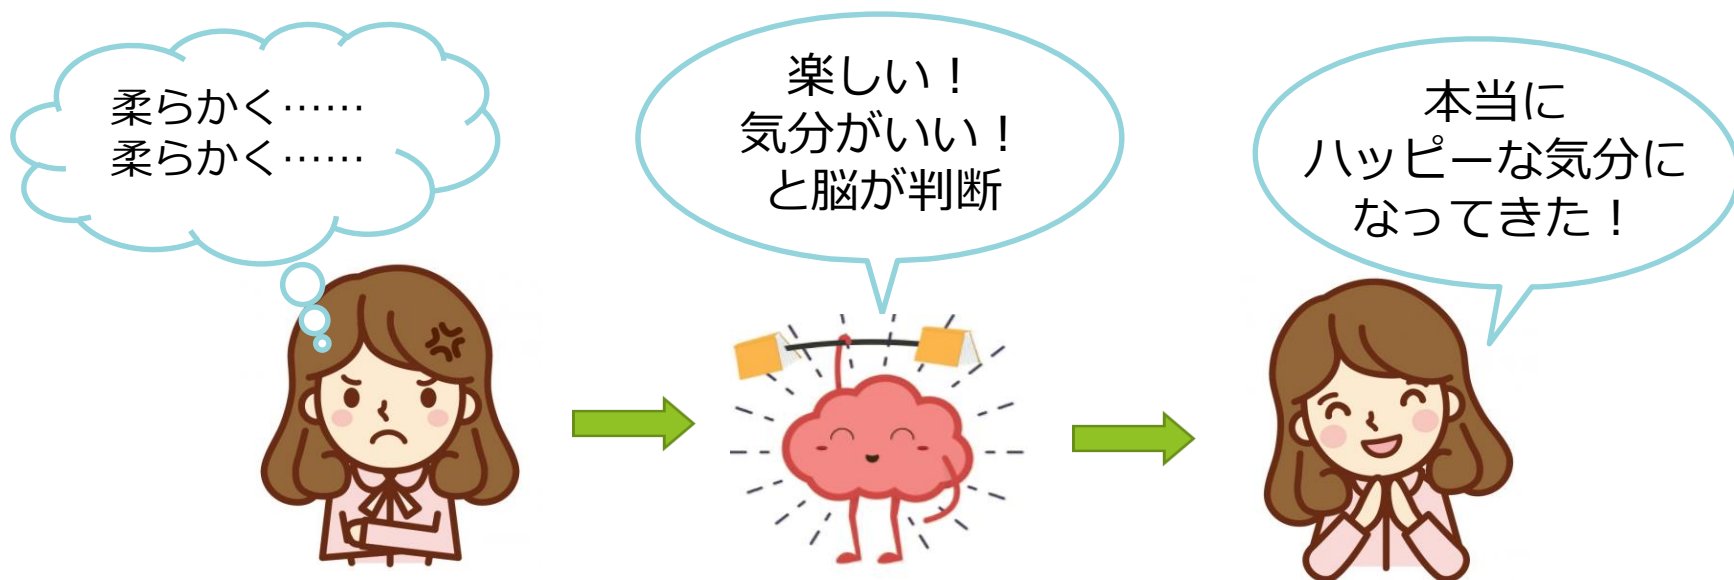 柔らかく……
柔らかく……
楽しい！
気分がいい！
と脳が判断
本当に
ハッピーな気分に
なってきた！